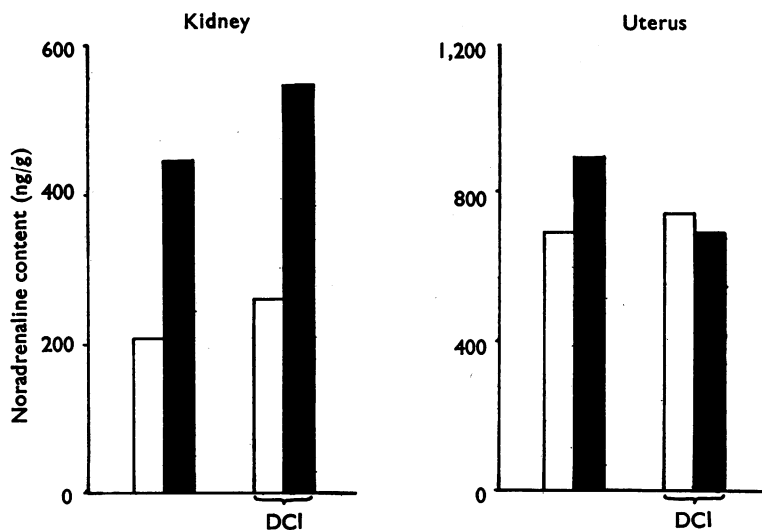 Kidney
600
400
200
0
Noradrenaline content (ng/g)
DCI
Uterus
1,200
800
400
0
DCI